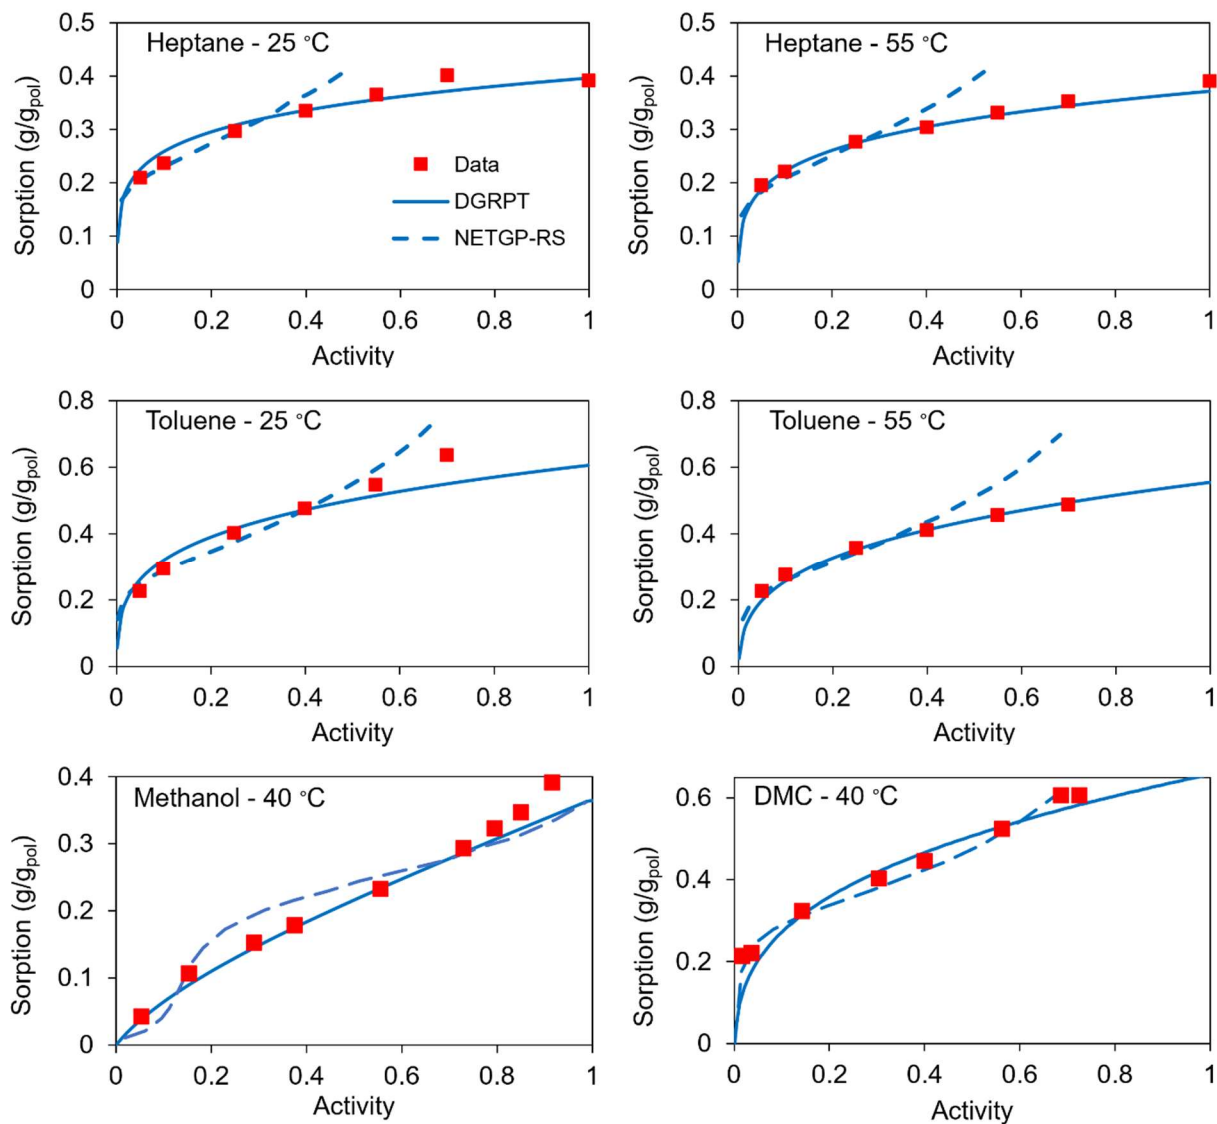 Heptane - 25 °C
Sorption (g/gpol)
0.5
0.4
0.3
0.2
0.1
0
Data
DGRPT
NETGP-RS
0 0.2 0.4 0.6 0.8 1
Activity
Heptane - 55 °C
Sorption (g/gpol)
0.5
0.4
0.3
0.2
0.1
0
0 0.2 0.4 0.6 0.8 1
Activity
Toluene - 25 °C
Sorption (g/gpol)
0.8
0.6
0.4
0.2
0
0 0.2 0.4 0.6 0.8 1
Activity
Toluene - 55 °C
Sorption (g/gpol)
0.8
0.6
0.4
0.2
0
0 0.2 0.4 0.6 0.8 1
Activity
Methanol - 40 °C
Sorption (g/gpol)
0.4
0.3
0.2
0.1
0
0 0.2 0.4 0.6 0.8 1
Activity
DMC - 40 °C
Sorption (g/gpol)
0.6
0.4
0.2
0
0 0.2 0.4 0.6 0.8 1
Activity